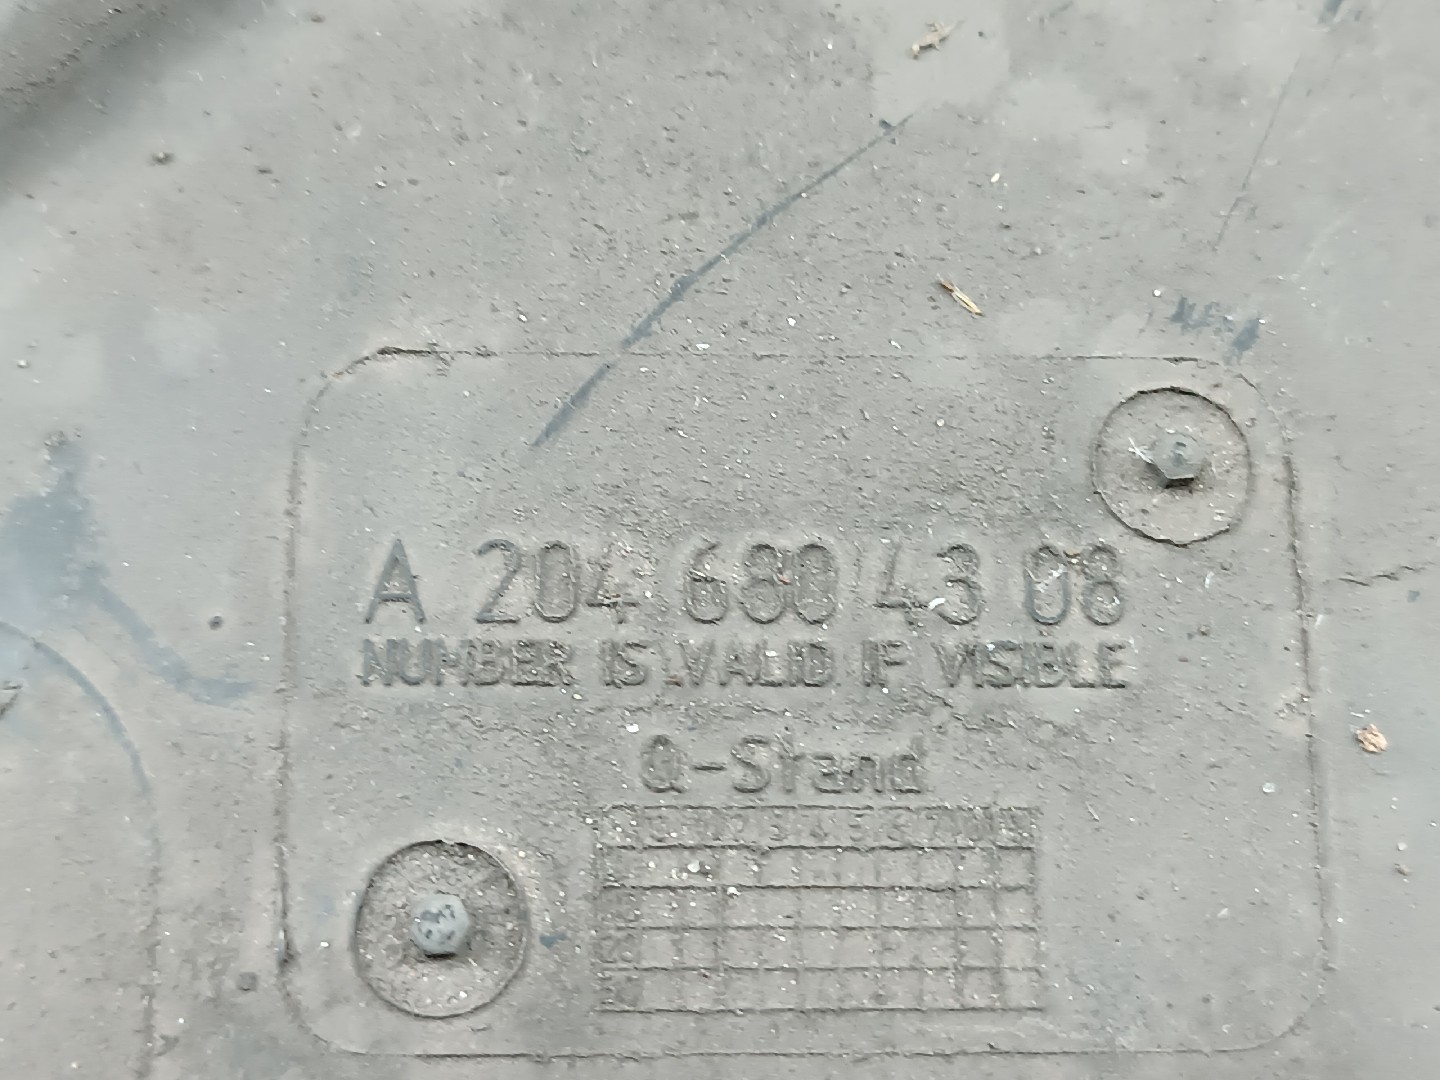 A 204 680 43 08
NUMBER IS VALID IF VISIBLE
Q-Stand